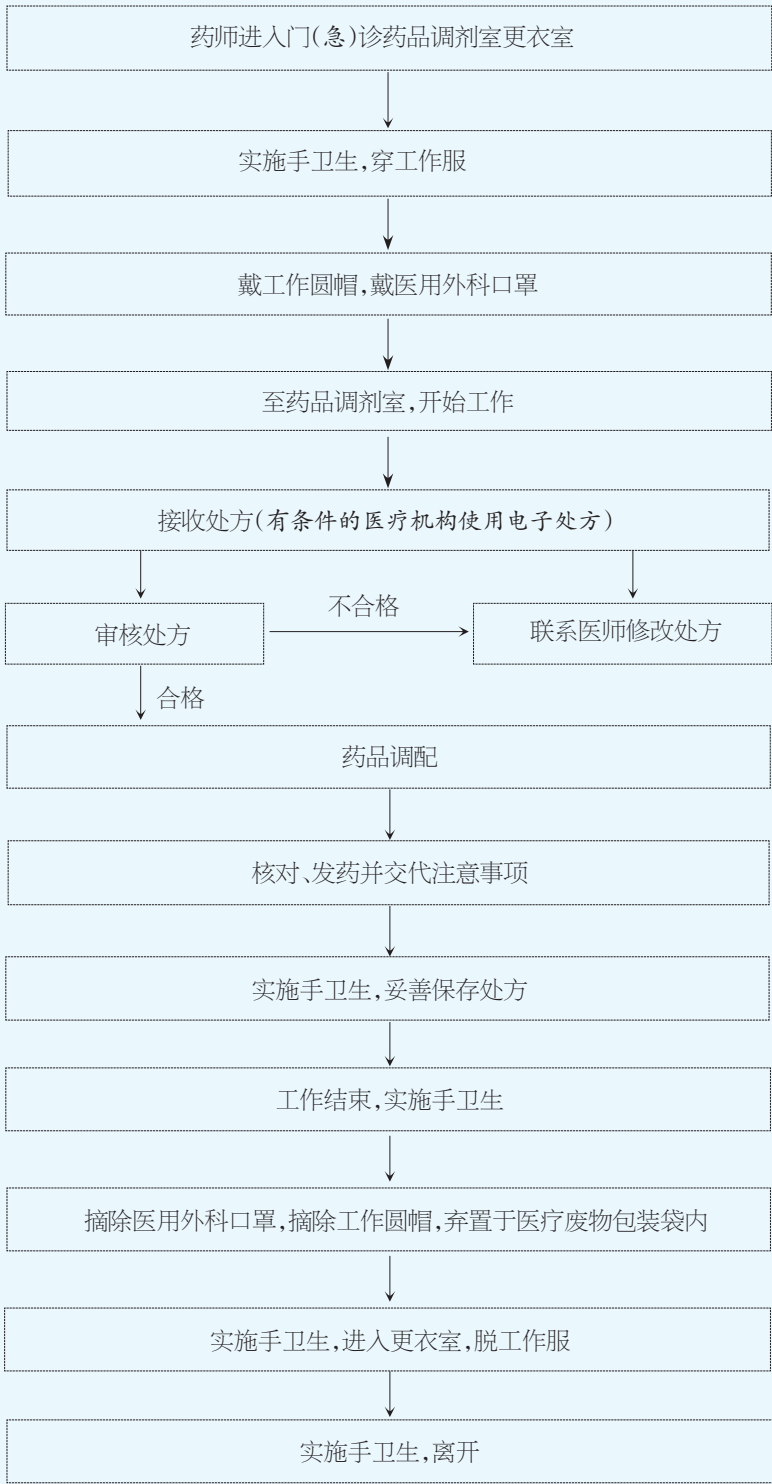 药师进入门(急)诊药品调剂室更衣室
实施手卫生,穿工作服
戴工作圆帽,戴医用外科口罩
至药品调剂室,开始工作
接收处方(有条件的医疗机构使用电子处方)
不合格
审核处方
联系医师修改处方
合格
药品调配
核对、发药并交代注意事项
实施手卫生,妥善保存处方
工作结束,实施手卫生
摘除医用外科口罩,摘除工作圆帽,弃置于医疗废物包装袋内
实施手卫生,进入更衣室,脱工作服
实施手卫生,离开